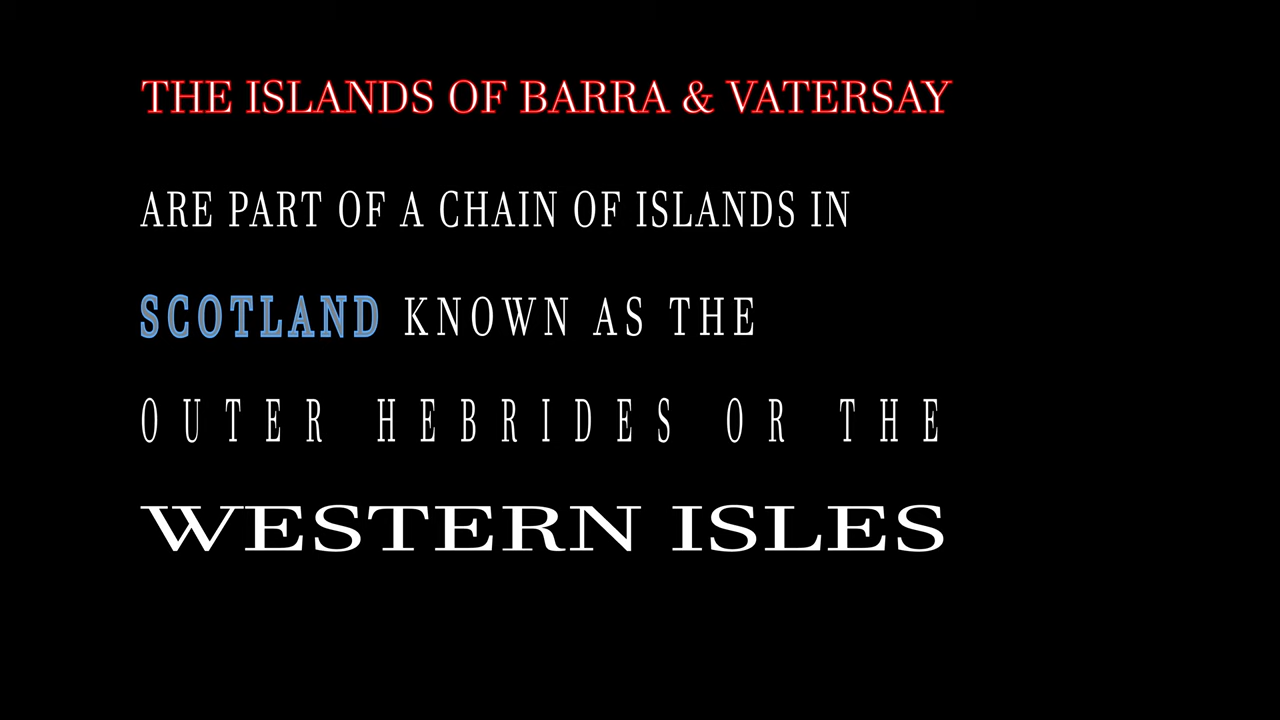 THE ISLANDS OF BARRA & VATERSAY
ARE PART OF A CHAIN OF ISLANDS IN
SCOTLAND KNOWN AS THE
OUTER HEBRIDES OR THE
WESTERN ISLES